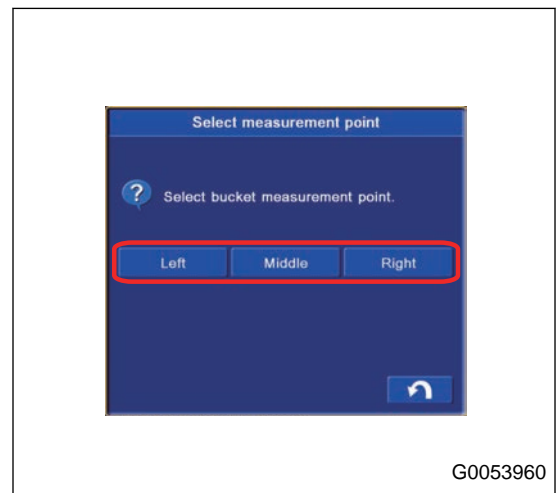 Select measurement point
Select bucket measurement point.
Left Middle Right
G0053960